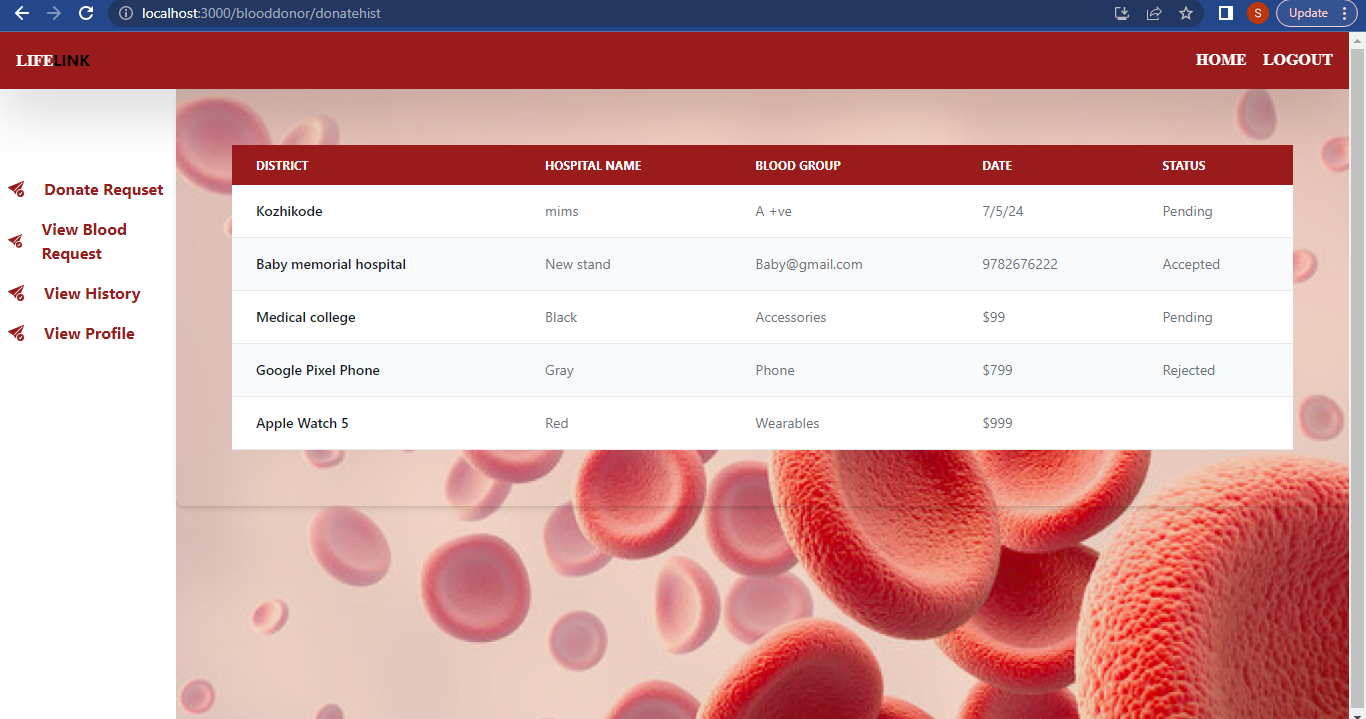 localhost:3000/blooddonor/donatehist
S
Update
LIFELINK
HOME LOGOUT
Donate Requset
View Blood
Request
View History
View Profile
DISTRICT HOSPITAL NAME BLOOD GROUP DATE STATUS
Kozhikode mims A +ve 7/5/24 Pending
Baby memorial hospital New stand Baby@gmail.com 9782676222 Accepted
Medical college Black Accessories $99 Pending
Google Pixel Phone Gray Phone $799 Rejected
Apple Watch 5 Red Wearables $999